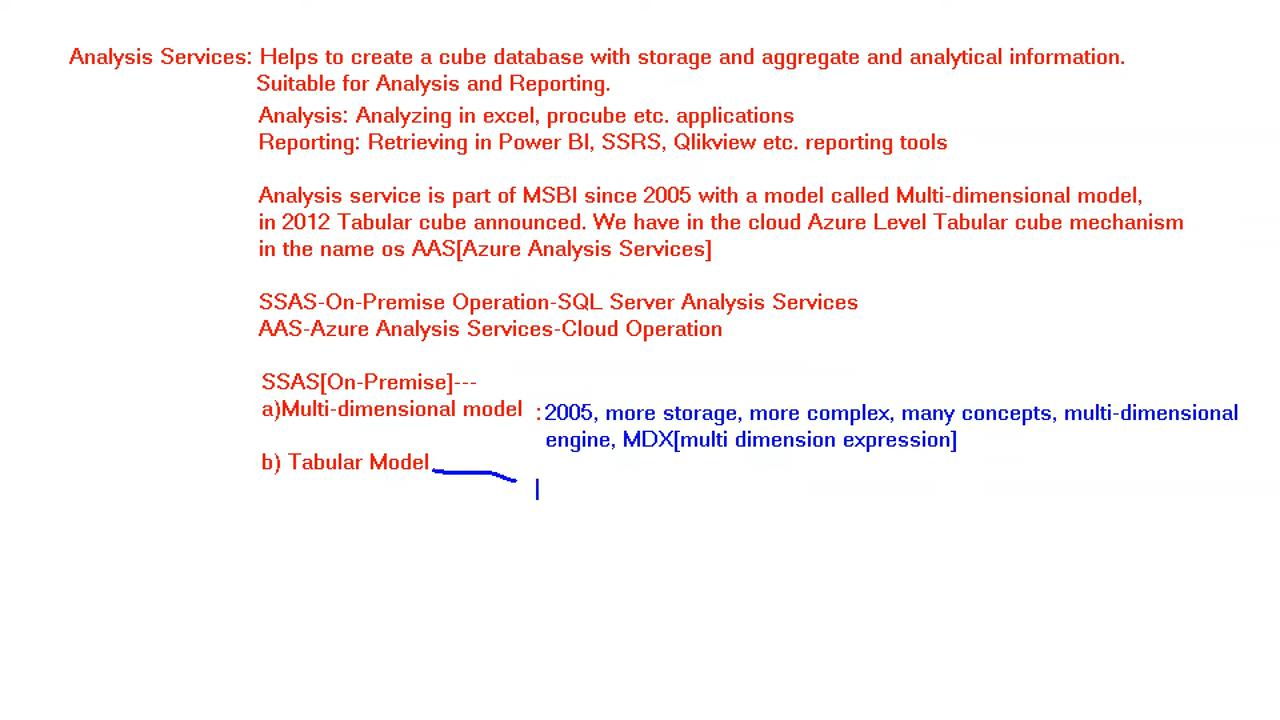 Analysis Services: Helps to create a cube database with storage and aggregate and analytical information.
Suitable for Analysis and Reporting.
Analysis: Analyzing in excel, procube etc. applications
Reporting: Retrieving in Power BI, SSRS, Qlikview etc. reporting tools
Analysis service is part of MSBI since 2005 with a model called Multi-dimensional model,
in 2012 Tabular cube announced. We have in the cloud Azure Level Tabular cube mechanism
in the name os AAS[Azure Analysis Services]
SSAS-On-Premise Operation-SQL Server Analysis Services
AAS-Azure Analysis Services-Cloud Operation
SSAS[On-Premise]---
a)Multi-dimensional model :2005, more storage, more complex, many concepts, multi-dimensional
engine, MDX[multi dimension expression]
b) Tabular Model